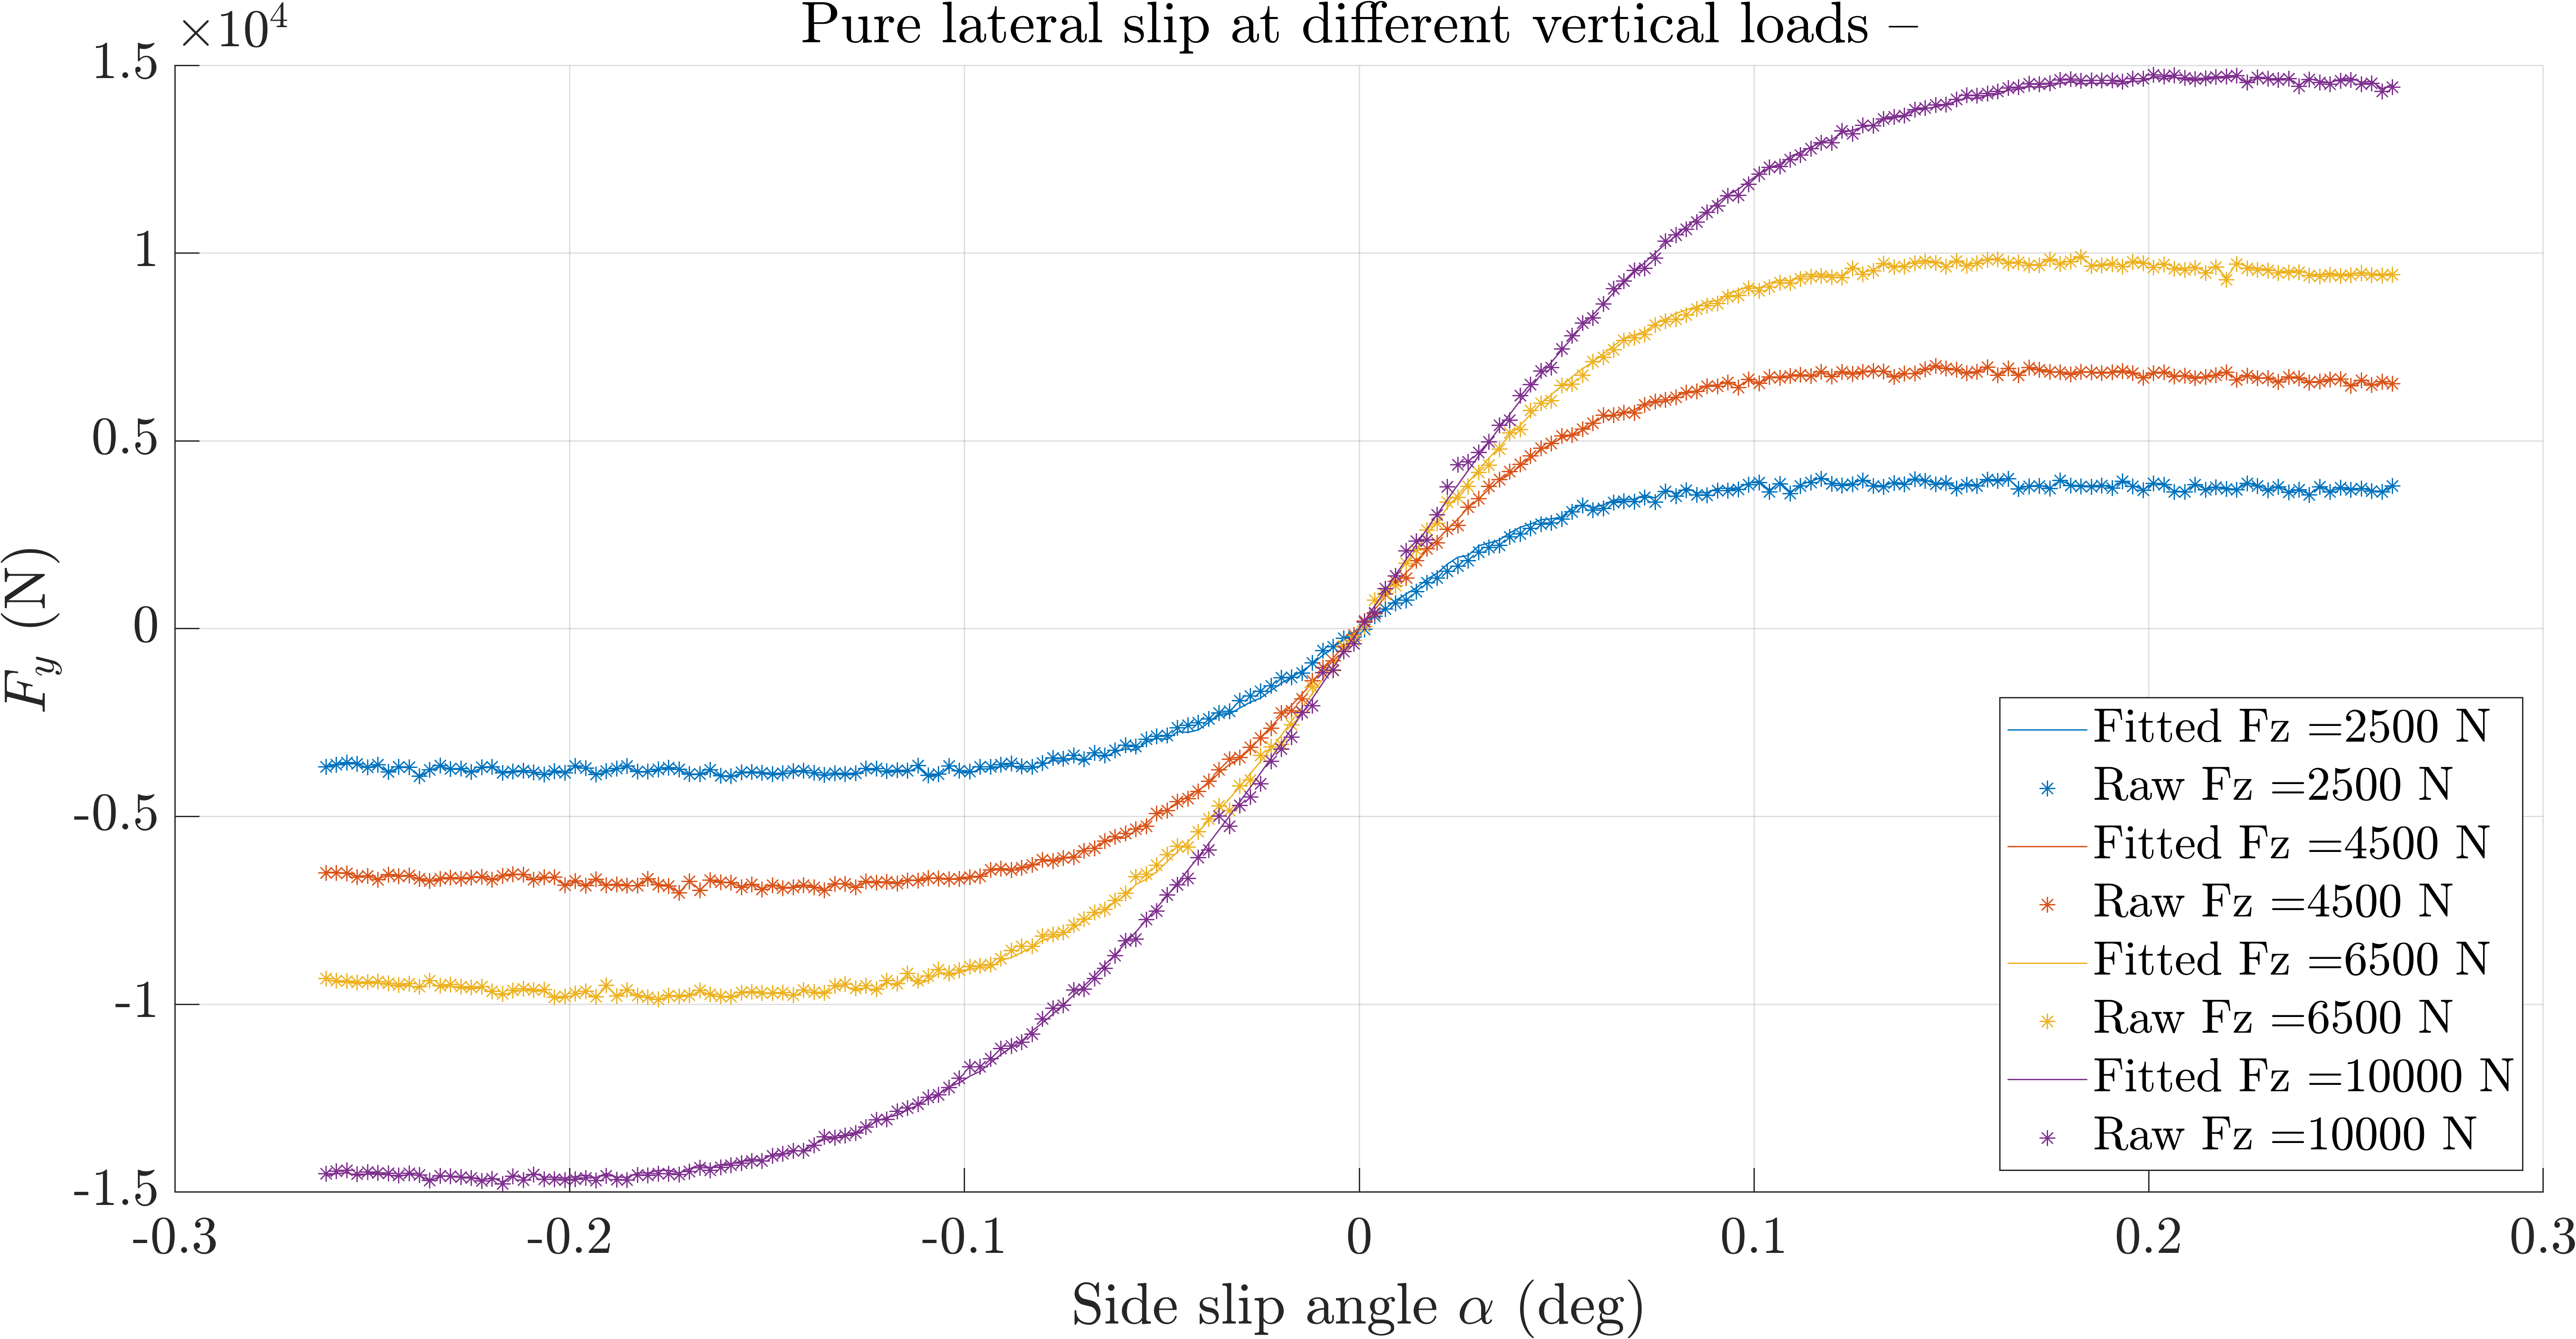 Pure lateral slip at different vertical loads –
×10⁴
1.5
1
0.5
0
-0.5
-1
-1.5
F_y (N)
-0.3
-0.2
-0.1
0
0.1
0.2
0.3
Side slip angle α (deg)
Fitted Fz =2500 N
Raw Fz =2500 N
Fitted Fz =4500 N
Raw Fz =4500 N
Fitted Fz =6500 N
Raw Fz =6500 N
Fitted Fz =10000 N
Raw Fz =10000 N